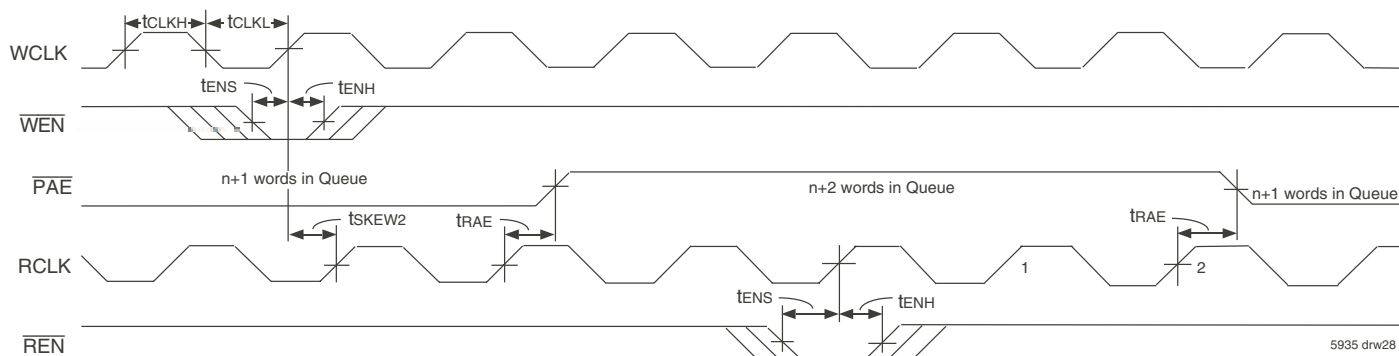 tCLKH tCLKL
WCLK
tENS tENH
WEN
n+1 words in Queue
PAE
n+2 words in Queue
n+1 words in Queue
tSKEW2
tRAE
tRAE
RCLK
1
2
tENS
tENH
REN
5935 drw28